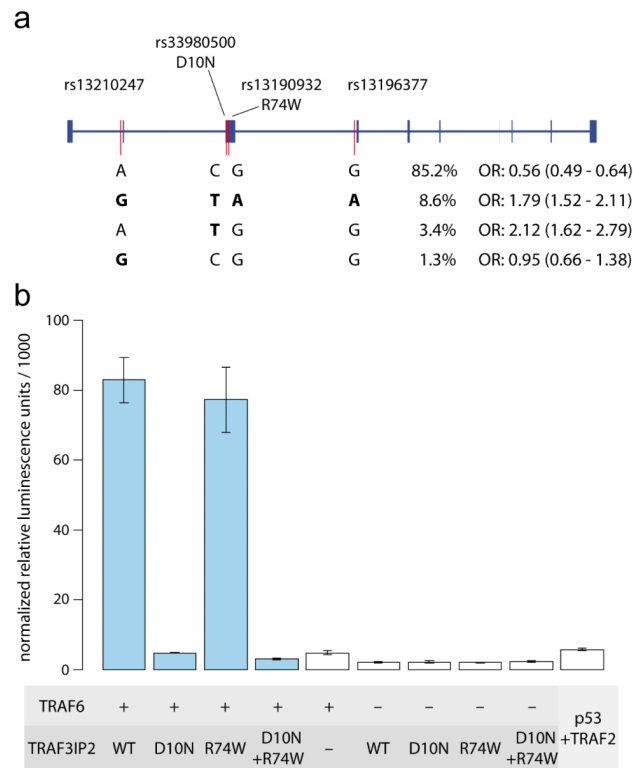 a
rs33980500
D10N
rs13210247
rs13190932
R74W
rs13196377
A C G G 85.2% OR: 0.56 (0.49 - 0.64)
G T A A 8.6% OR: 1.79 (1.52 - 2.11)
A T G G 3.4% OR: 2.12 (1.62 - 2.79)
G C G G 1.3% OR: 0.95 (0.66 - 1.38)
b
normalized relative luminescence units / 1000
100
80
60
40
20
0
TRAF6 + + + + + – – – –
TRAF3IP2 WT D10N R74W D10N +R74W – WT D10N R74W D10N +R74W
p53
+TRAF2